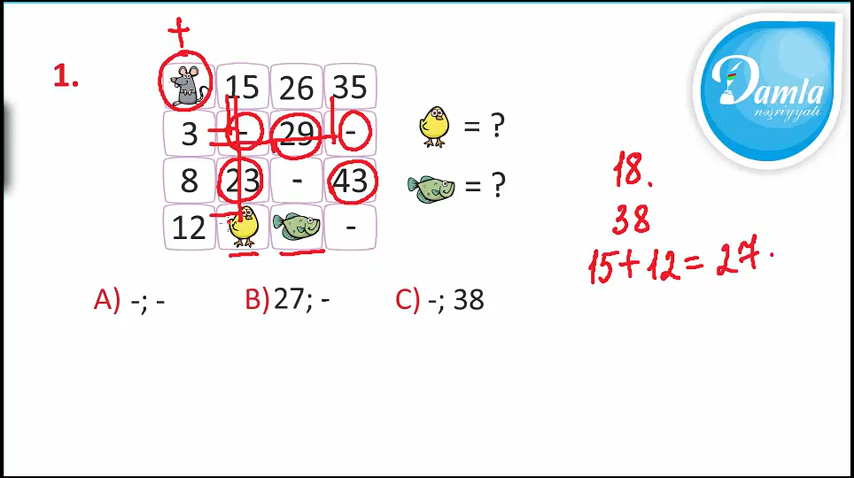 +
1.
15 26 35
3 - 29 -
8 23 - 43
12 -
= ?
= ?
18.
38
15+12=27.
A) -; - B) 27; - C) -; 38
Damla
nəşriyyatı